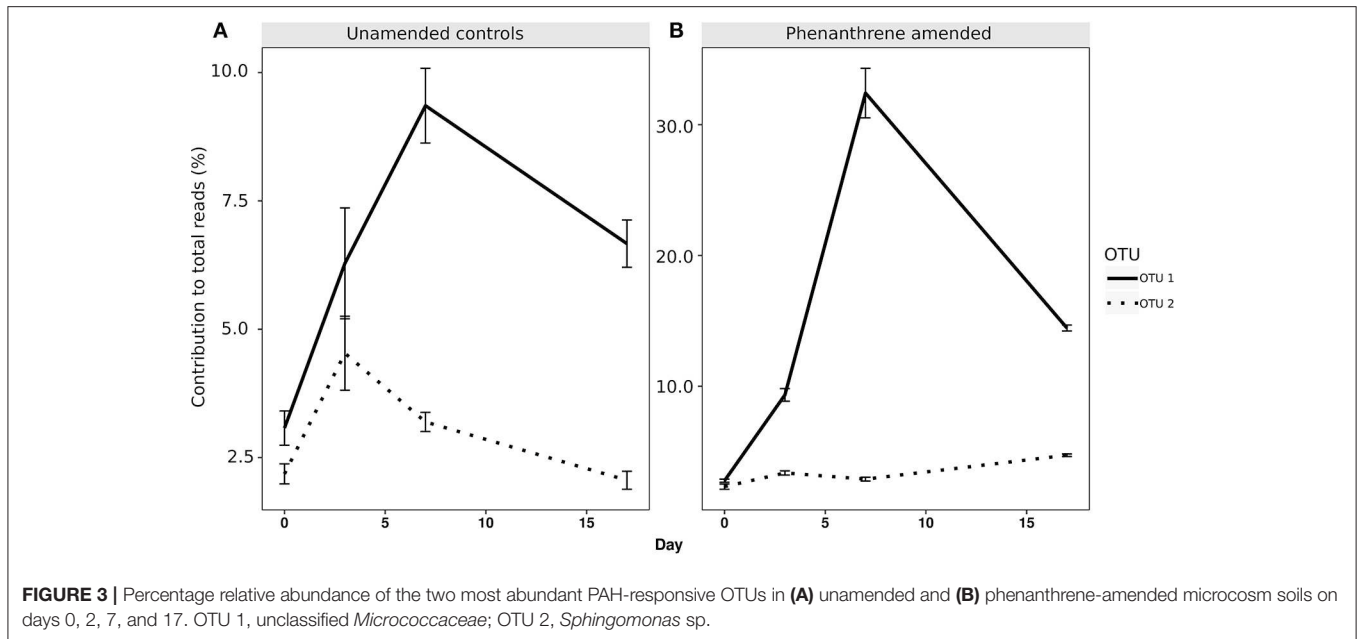 A
Unamended controls
B
Phenanthrene amended
Contribution to total reads (%)
10.0
7.5
5.0
2.5
30.0
20.0
10.0
0
5
10
15
0
5
10
15
Day
OTU
OTU 1
OTU 2
FIGURE 3 | Percentage relative abundance of the two most abundant PAH-responsive OTUs in (A) unamended and (B) phenanthrene-amended microcosm soils on
days 0, 2, 7, and 17. OTU 1, unclassified Micrococcaceae; OTU 2, Sphingomonas sp.